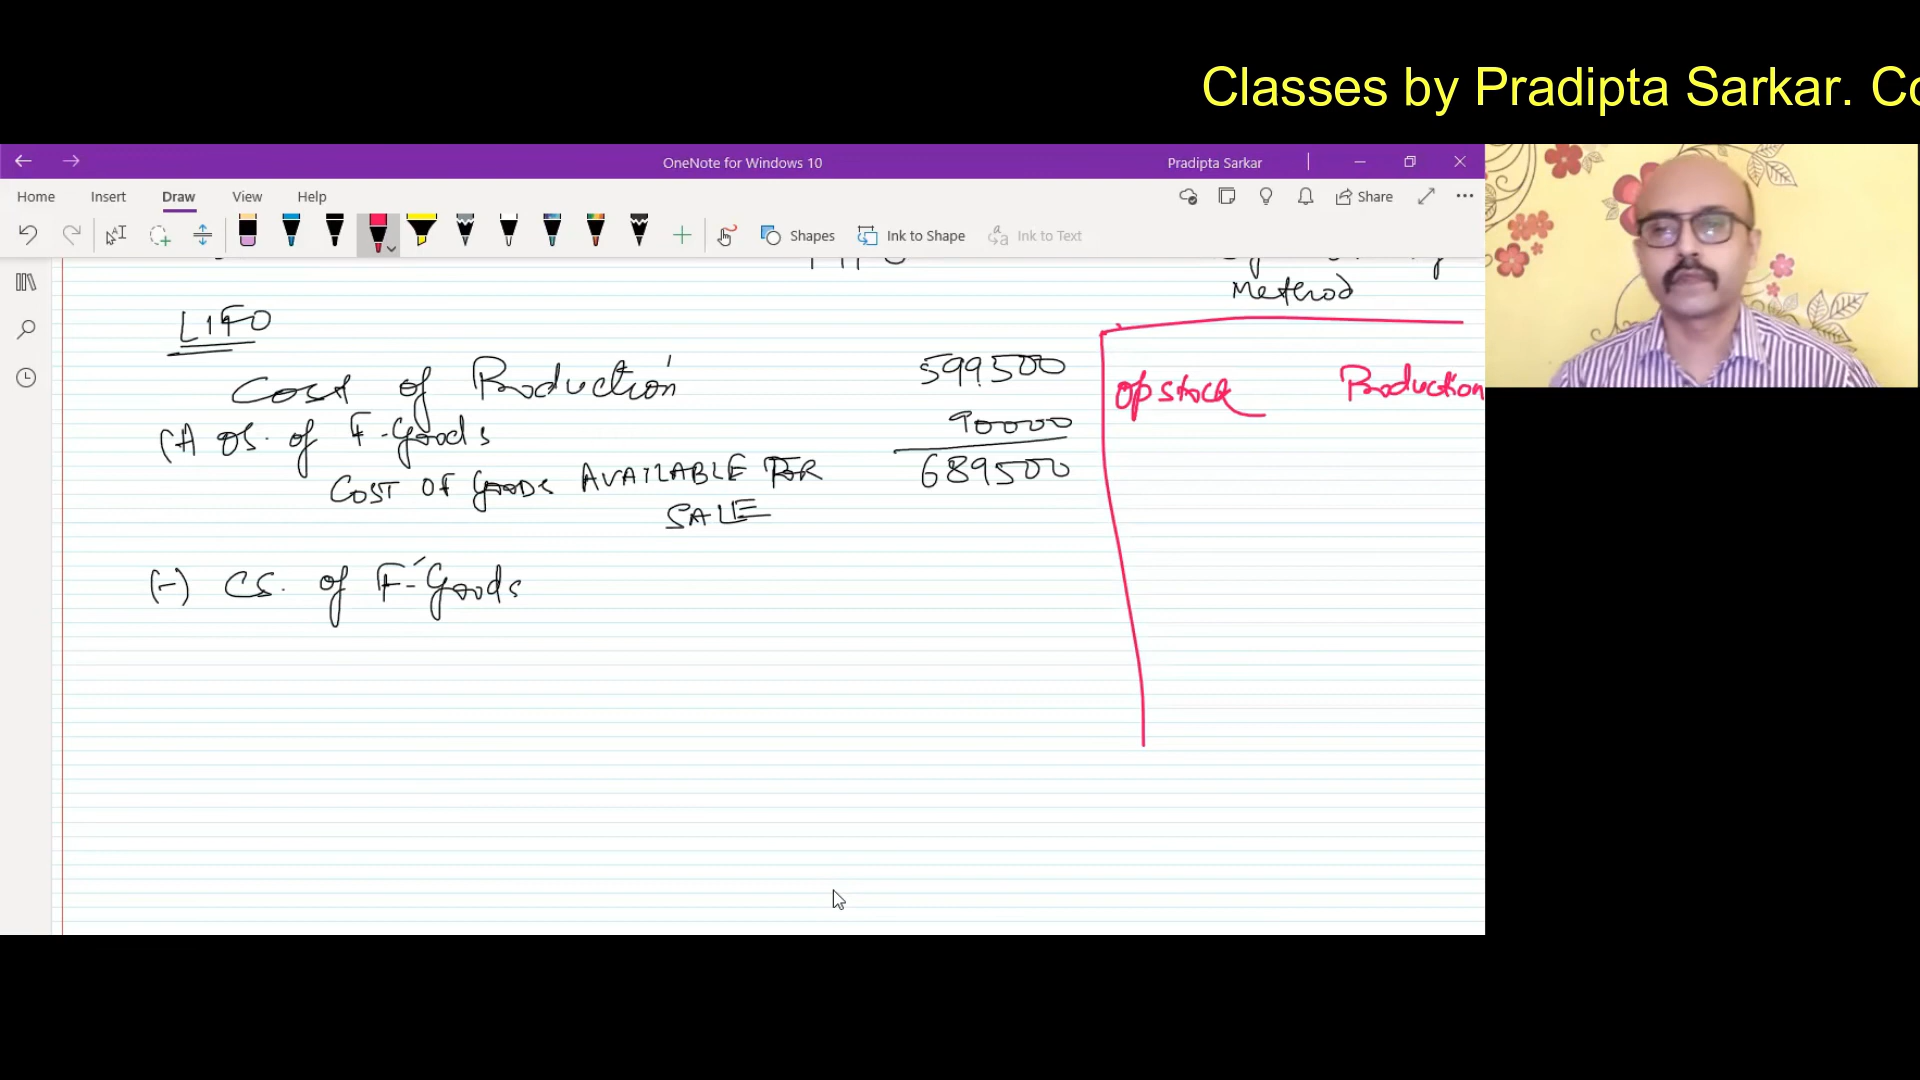 Classes by Pradipta Sarkar. Co
OneNote for Windows 10
Pradipta Sarkar
Home Insert Draw View Help
Share
Shapes
Ink to Shape
Ink to Text
Method
LIFO
Cost of Production 599500
(A OS. of F-Goods 90000
COST OF GOODS AVAILABLE FOR 689500
SALE
(-) CS. of F-Goods
op stock Production